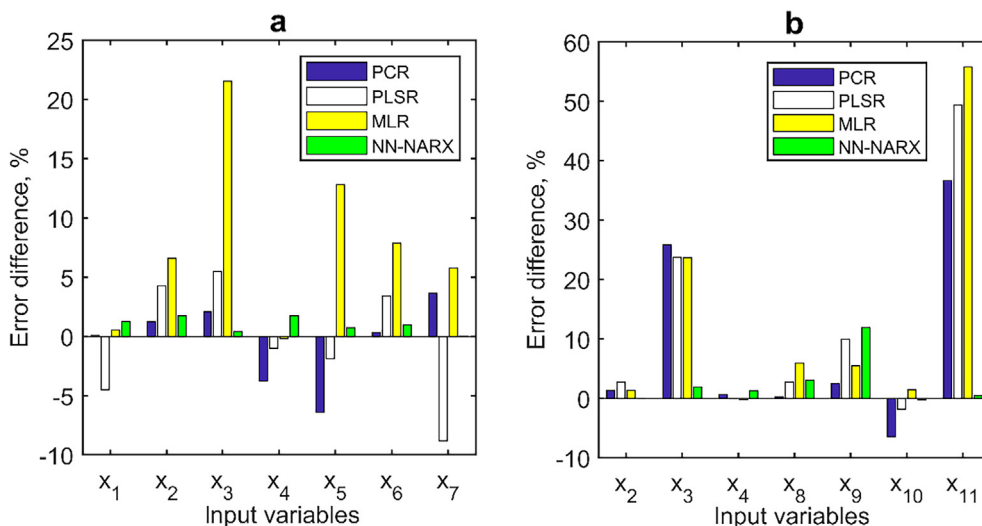 a
25
20
15
10
5
0
-5
-10
Error difference, %
PCR
PLSR
MLR
NN-NARX
x₁ x₂ x₃ x₄ x₅ x₆ x₇
Input variables
b
60
50
40
30
20
10
0
-10
Error difference, %
PCR
PLSR
MLR
NN-NARX
x₂ x₃ x₄ x₈ x₉ x₁₀ x₁₁
Input variables